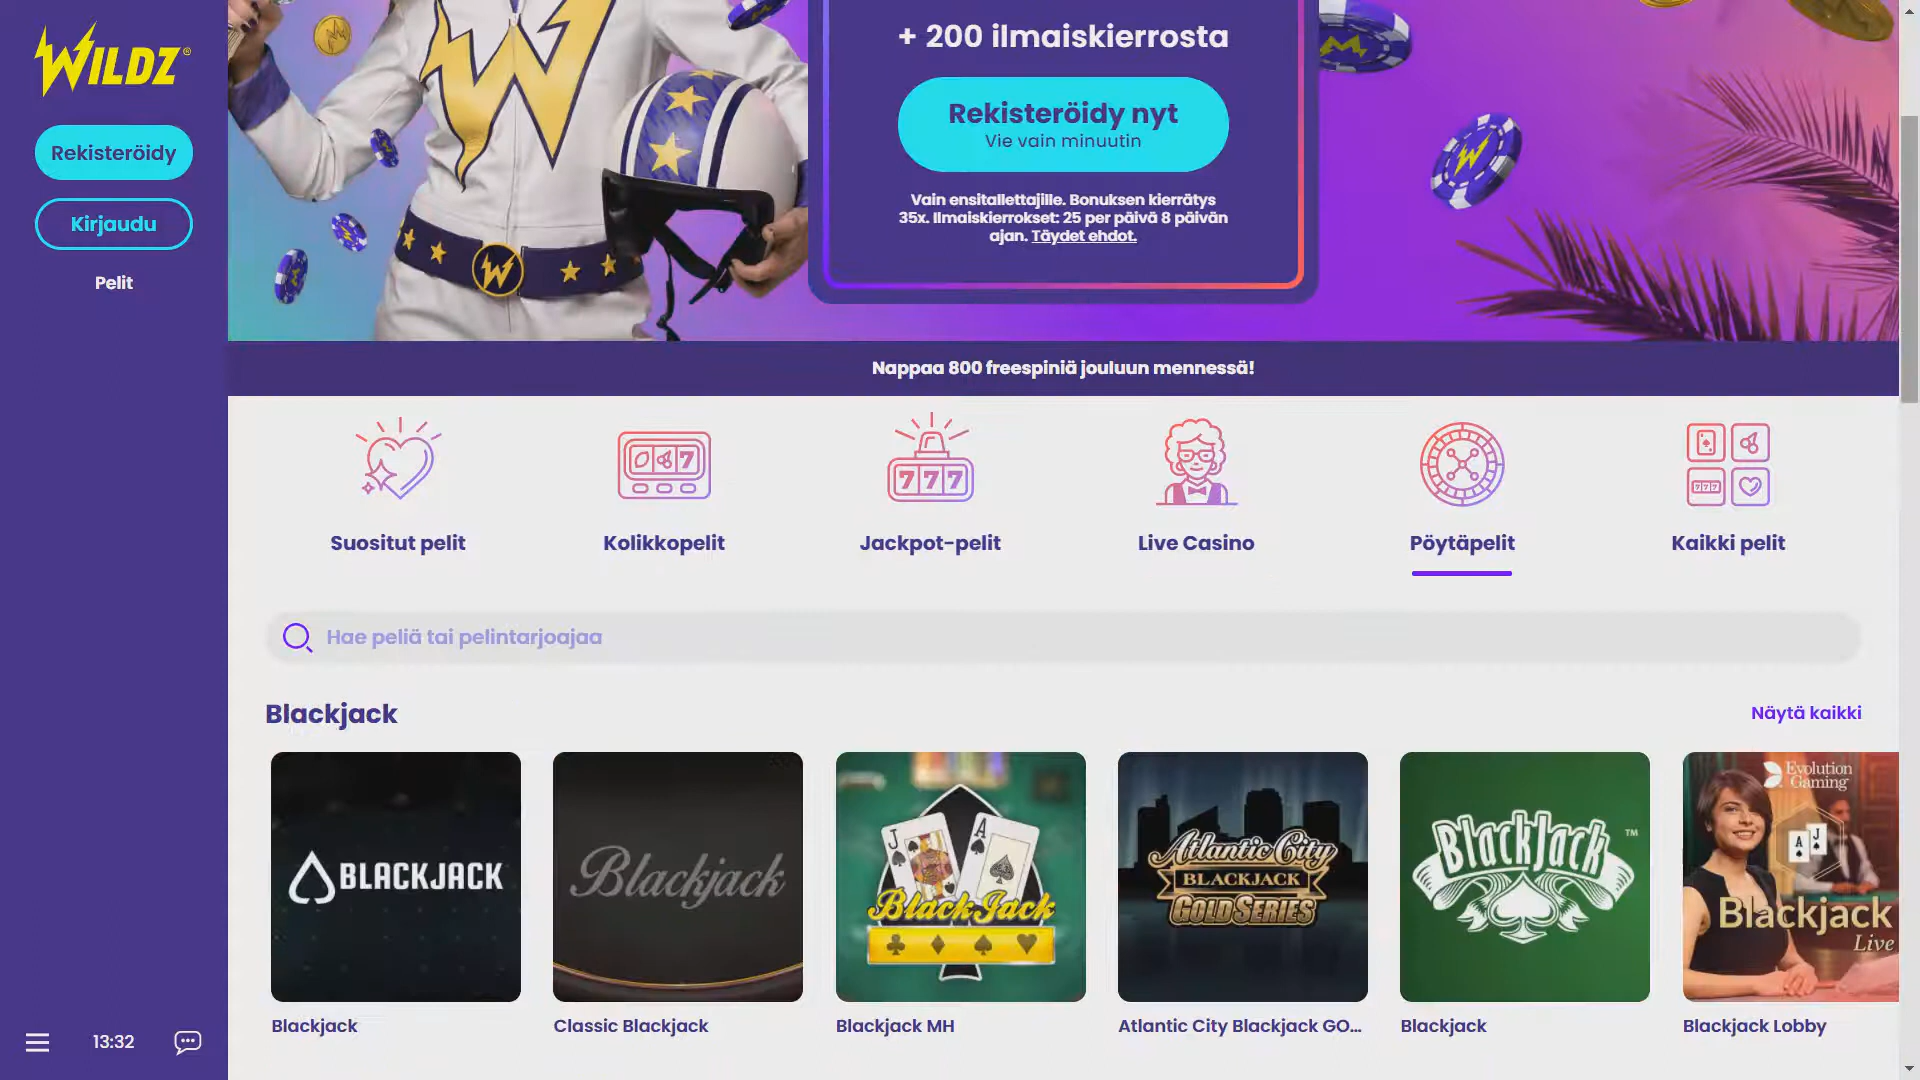 WILDZ®
Rekisteröidy
Kirjaudu
Pelit
13:32
+ 200 ilmaiskierrosta
Rekisteröidy nyt
Vie vain minuutin
Vain ensitallettajille. Bonuksen kierrätys
35x. Ilmaiskierrokset: 25 per päivä 8 päivän
ajan. Täydet ehdot.
Nappaa 800 freespiniä jouluun mennessä!
Suositut pelit
Kolikkopelit
Jackpot-pelit
Live Casino
Pöytäpelit
Kaikki pelit
Hae peliä tai pelintarjoajaa
Blackjack
Näytä kaikki
BLACKJACK
Blackjack
J A
BlackJack
Atlantic City
BLACKJACK
GOLD SERIES
BlackJack™
Evolution
Gaming
A J
Blackjack
Live
Blackjack
Classic Blackjack
Blackjack MH
Atlantic City Blackjack GO...
Blackjack
Blackjack Lobby